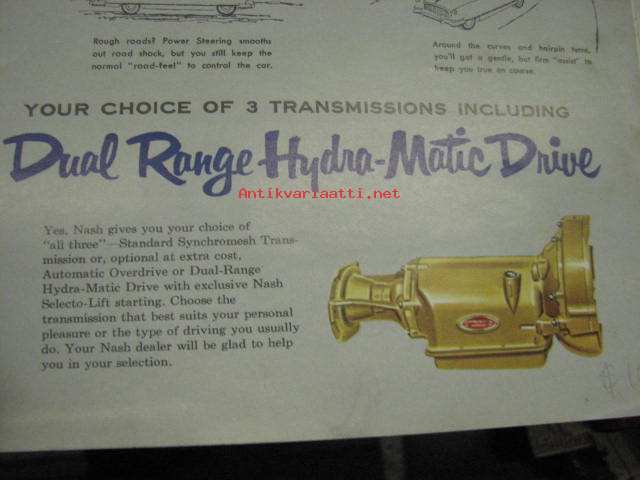 Rough roads? Power Steering smooths
out road shock, but you still keep the
normal "road-feel" to control the car.
Around the curves and hairpin turns,
you'll get a gentle, but firm "assist" to
keep you true on course.
YOUR CHOICE OF 3 TRANSMISSIONS INCLUDING
Dual Range Hydra-Matic Drive
Antikvariaatti.net
Yes, Nash gives you your choice of
"all three"—Standard Synchromesh Trans-
mission or, optional at extra cost,
Automatic Overdrive or Dual-Range
Hydra-Matic Drive with exclusive Nash
Selecto-Lift starting. Choose the
transmission that best suits your personal
pleasure or the type of driving you usually
do. Your Nash dealer will be glad to help
you in your selection.